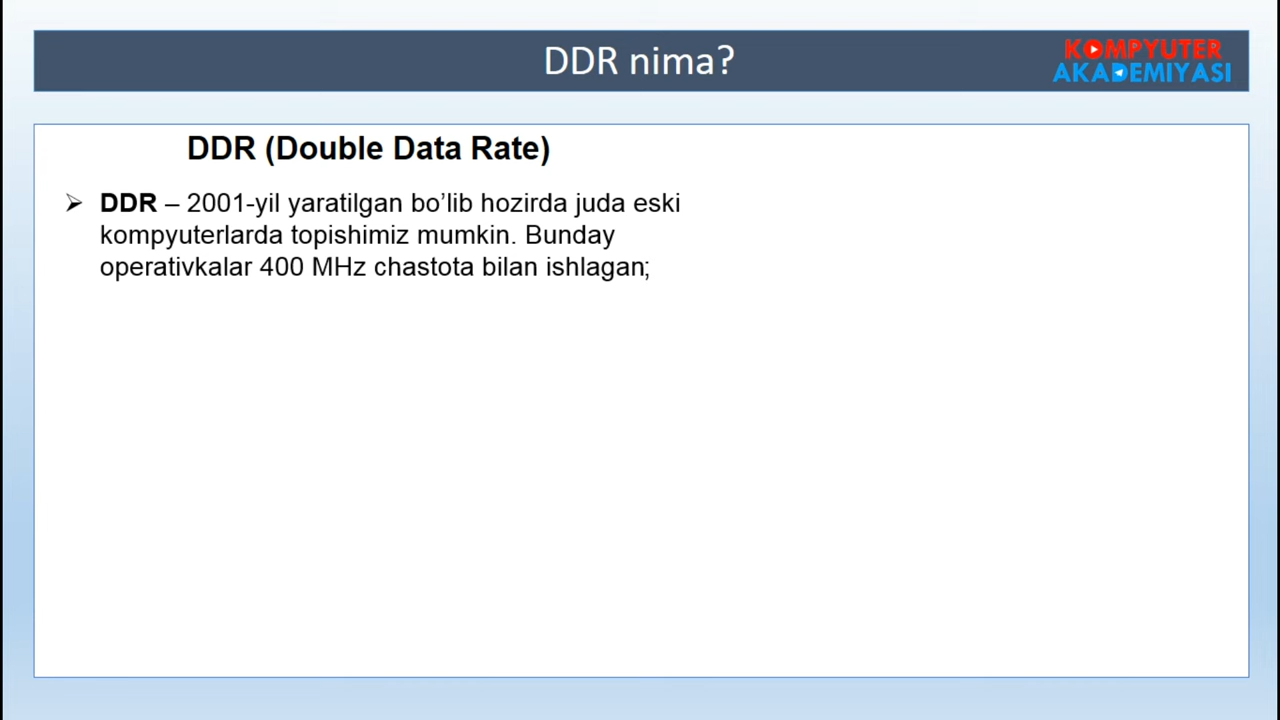 DDR nima?
KOMPYUTER
AKADEMIYASI
DDR (Double Data Rate)
➢ DDR – 2001-yil yaratilgan bo’lib hozirda juda eski
kompyuterlarda topishimiz mumkin. Bunday
operativkalar 400 MHz chastota bilan ishlagan;